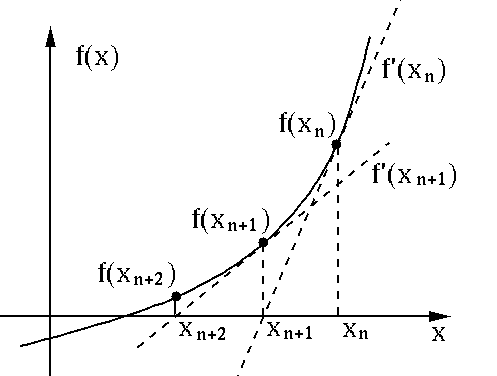 f(x)
f'(xₙ)
f(xₙ)
f'(xₙ₊₁)
f(xₙ₊₁)
f(xₙ₊₂)
xₙ₊₂
xₙ₊₁
xₙ
x